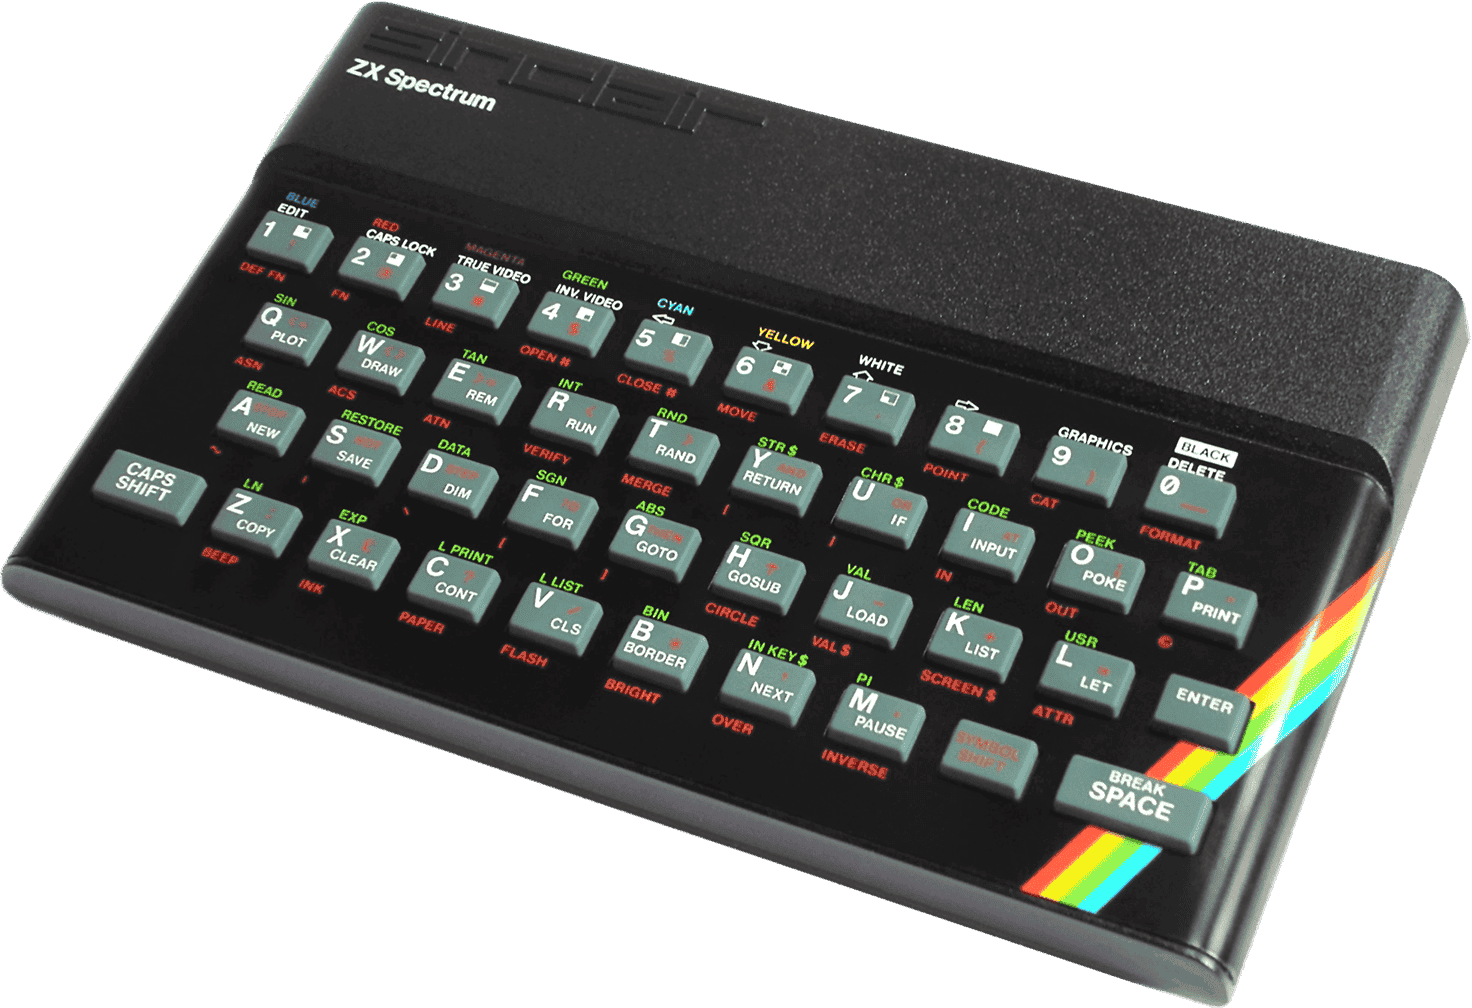 sinclair
ZX Spectrum
BLUE RED MAGENTA GREEN CYAN YELLOW WHITE BLACK
EDIT CAPS LOCK TRUE VIDEO INV. VIDEO GRAPHICS DELETE
1 2 3 4 5 6 7 8 9 0
DEF FN FN LINE OPEN # CLOSE # MOVE ERASE POINT CAT FORMAT
SIN COS TAN INT RND STR $ CHR $ CODE PEEK TAB
Q W E R T Y U I O P
PLOT DRAW REM RUN RAND RETURN IF INPUT POKE PRINT
ASN ACS ATN VERIFY MERGE [ ] IN OUT ©
READ RESTORE DATA SGN ABS SQR VAL LEN USR
A S D F G H J K L ENTER
NEW SAVE DIM FOR GOTO GOSUB LOAD LIST LET
~ | \ { } CIRCLE VAL $ SCREEN $ ATTR
LN EXP L PRINT L LIST BIN IN KEY $ PI
CAPS SHIFT Z X C V B N M SYMBOL SHIFT BREAK SPACE
COPY CLEAR CONT CLS BORDER NEXT PAUSE
BEEP INK PAPER FLASH BRIGHT OVER INVERSE